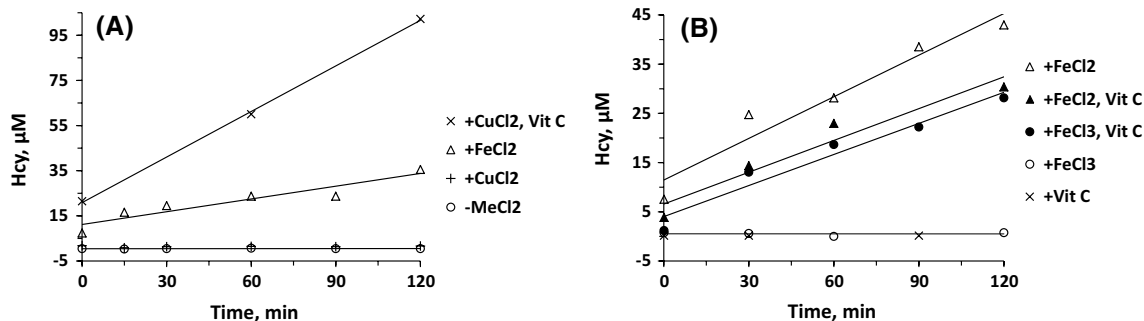 (A)
Hcy, µM
105
95
75
55
35
15
-5
0
30
60
90
120
Time, min
+CuCl2, Vit C
+FeCl2
+CuCl2
-MeCl2
(B)
Hcy, µM
45
35
25
15
5
-5
0
30
60
90
120
Time, min
+FeCl2
+FeCl2, Vit C
+FeCl3, Vit C
+FeCl3
+Vit C